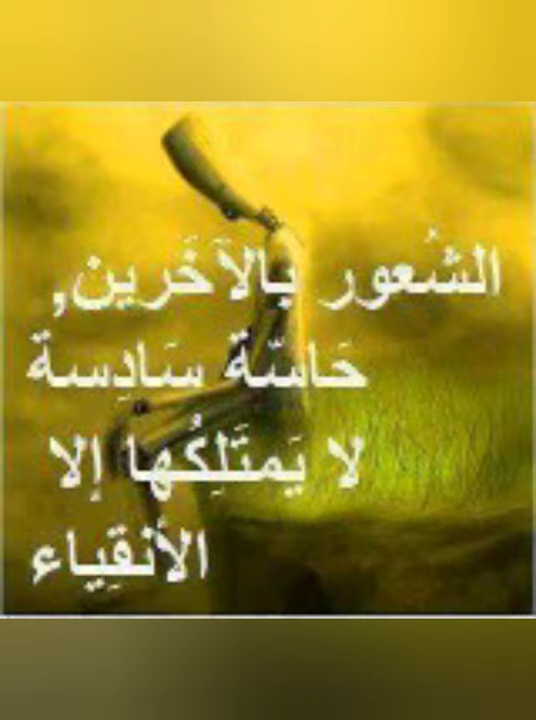 الشُعور بالآخَرين,
حَاسّة سَادِسة
لا يَمتَلِكُها إلا
الأنقِياء